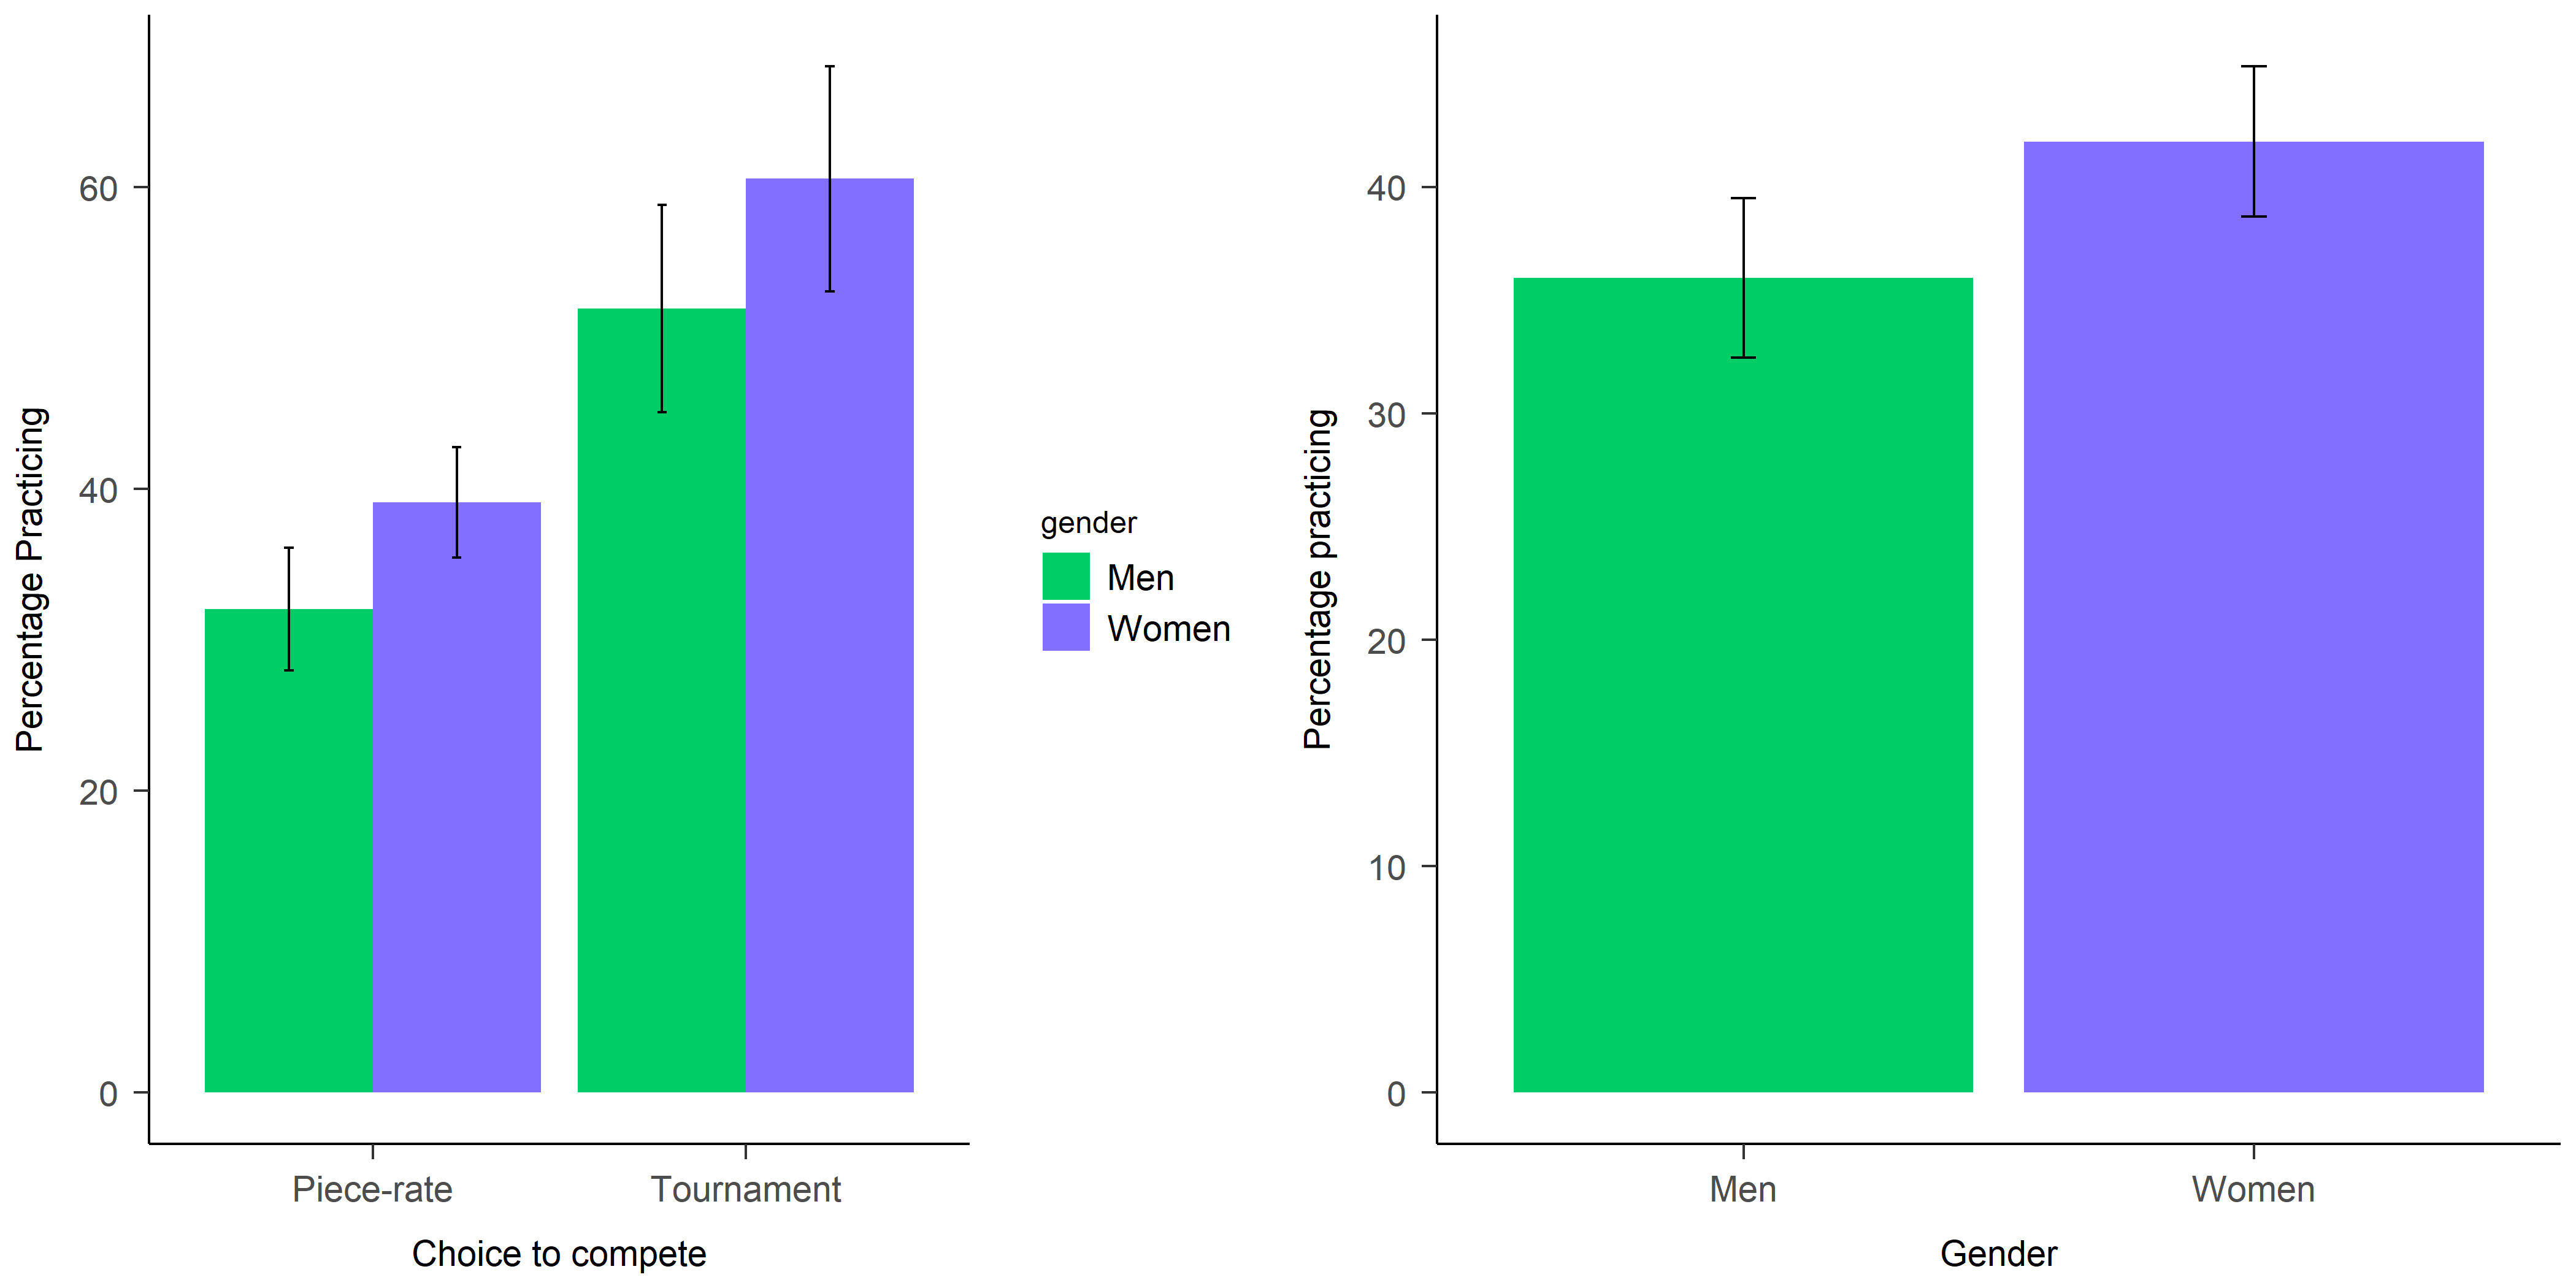 Percentage Practicing
60
40
20
0
Piece-rate
Tournament
Choice to compete
gender
Men
Women
Percentage practicing
40
30
20
10
0
Men
Women
Gender